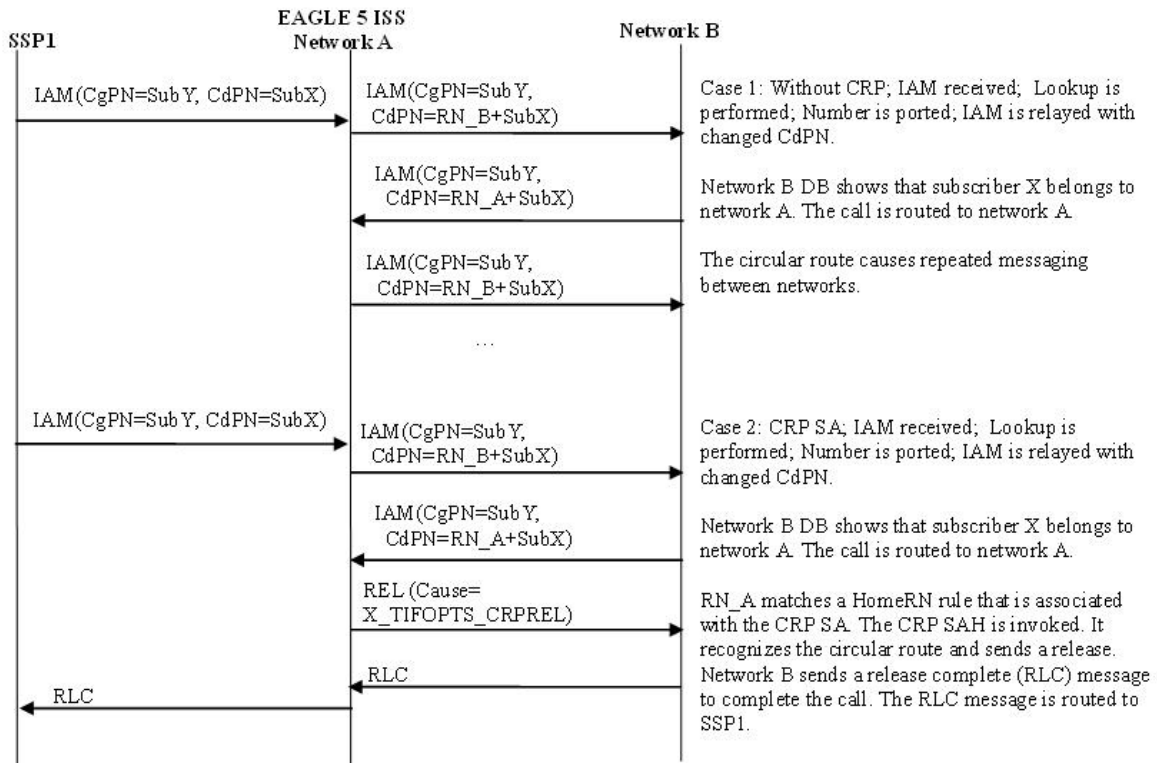 EAGLE 5 ISS
SSP1
Network A
Network B
IAM(CgPN=SubY, CdPN=SubX)
IAM(CgPN=SubY,
CdPN=RN_B+SubX)
Case 1: Without CRP; IAM received; Lookup is
performed; Number is ported; IAM is relayed with
changed CdPN.
IAM(CgPN=SubY,
CdPN=RN_A+SubX)
Network B DB shows that subscriber X belongs to
network A. The call is routed to network A.
IAM(CgPN=SubY,
CdPN=RN_B+SubX)
The circular route causes repeated messaging
between networks.
...
IAM(CgPN=SubY, CdPN=SubX)
IAM(CgPN=SubY,
CdPN=RN_B+SubX)
Case 2: CRP SA; IAM received; Lookup is
performed; Number is ported; IAM is relayed with
changed CdPN.
IAM(CgPN=SubY,
CdPN=RN_A+SubX)
Network B DB shows that subscriber X belongs to
network A. The call is routed to network A.
REL (Cause=
X_TIFOPTS_CRPREL)
RN_A matches a HomeRN rule that is associated
with the CRP SA. The CRP SAH is invoked. It
recognizes the circular route and sends a release.
RLC
Network B sends a release complete (RLC) message
to complete the call. The RLC message is routed to
SSP1.
RLC